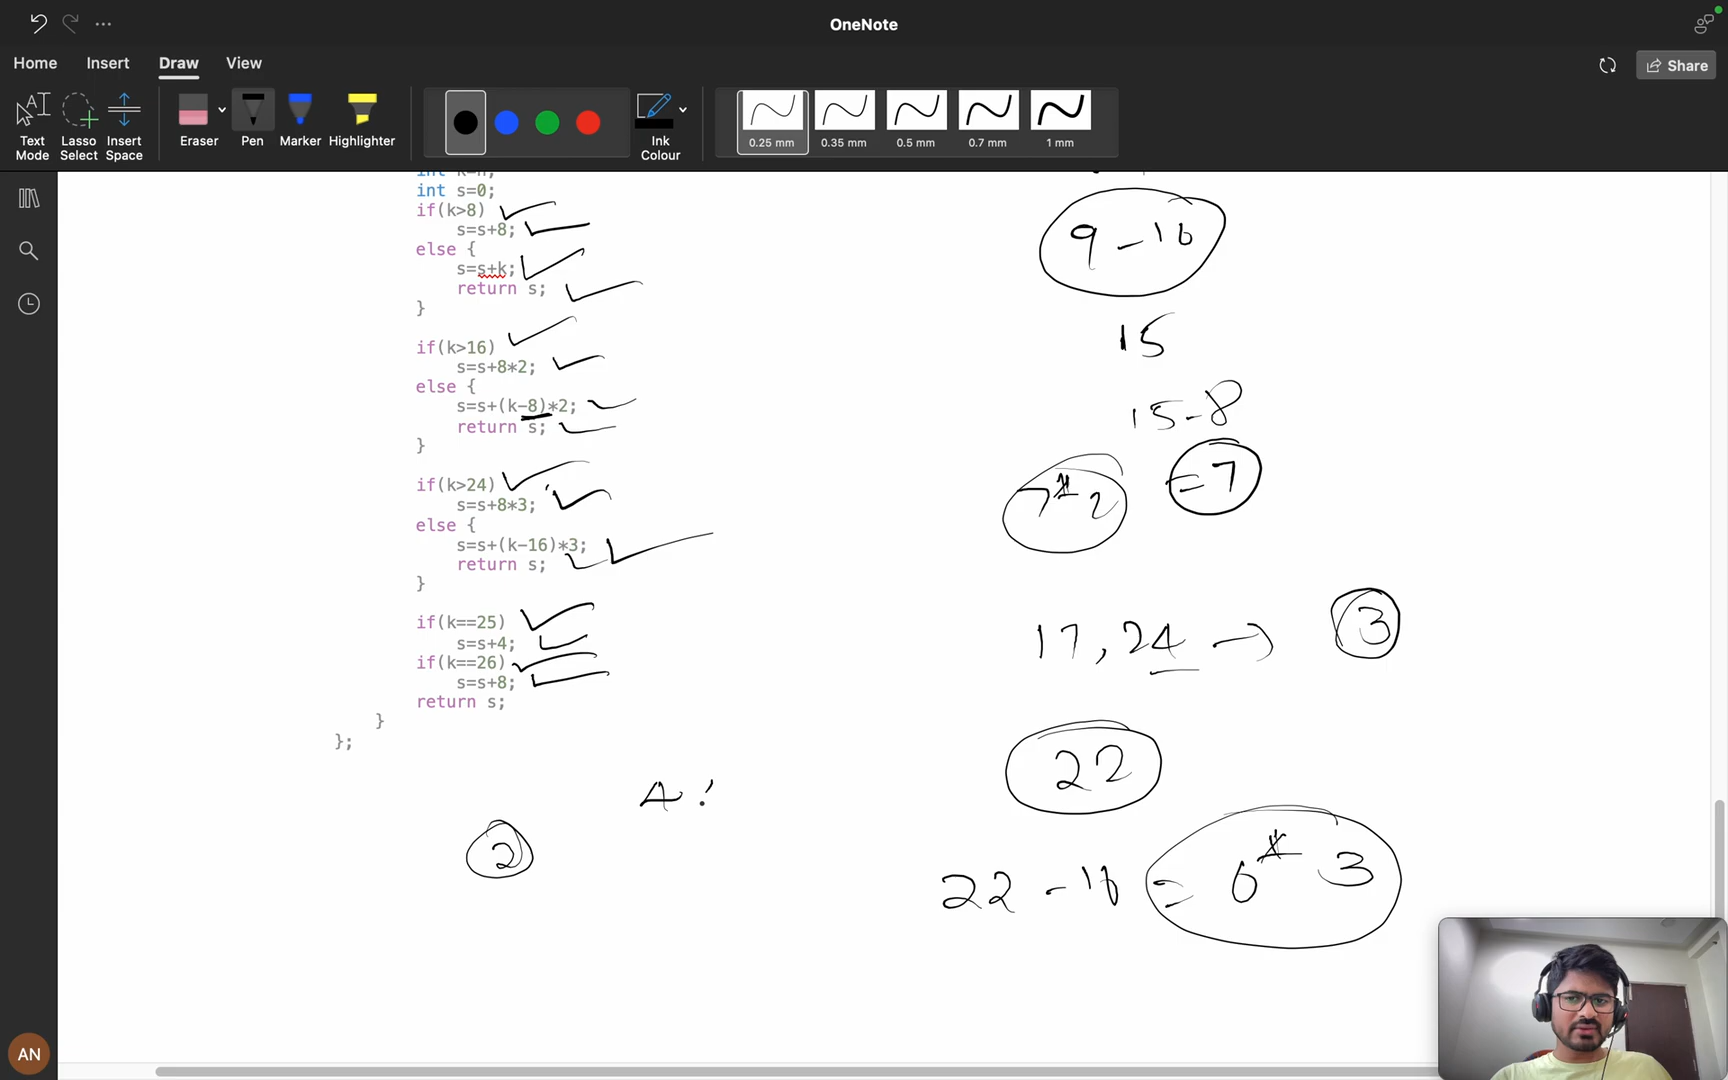 OneNote
Home Insert Draw View
Share
Text Mode
Lasso Select
Insert Space
Eraser
Pen
Marker
Highlighter
Ink Colour
0.25 mm
0.35 mm
0.5 mm
0.7 mm
1 mm
int s=0;
if(k>8)
s=s+8;
else {
s=s+k;
return s;
}
if(k>16)
s=s+8*2;
else {
s=s+(k-8)*2;
return s;
}
if(k>24)
s=s+8*3;
else {
s=s+(k-16)*3;
return s;
}
if(k==25)
s=s+4;
if(k==26)
s=s+8;
return s;
}
};
9 - 16
15
15 - 8
= 7
7 * 2
17, 24 → 3
22
22 - 16 = 6 * 3
4
2
AN